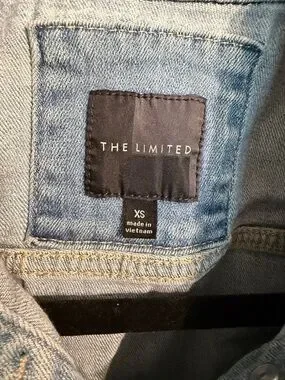 THE LIMITED
XS
made in
vietnam